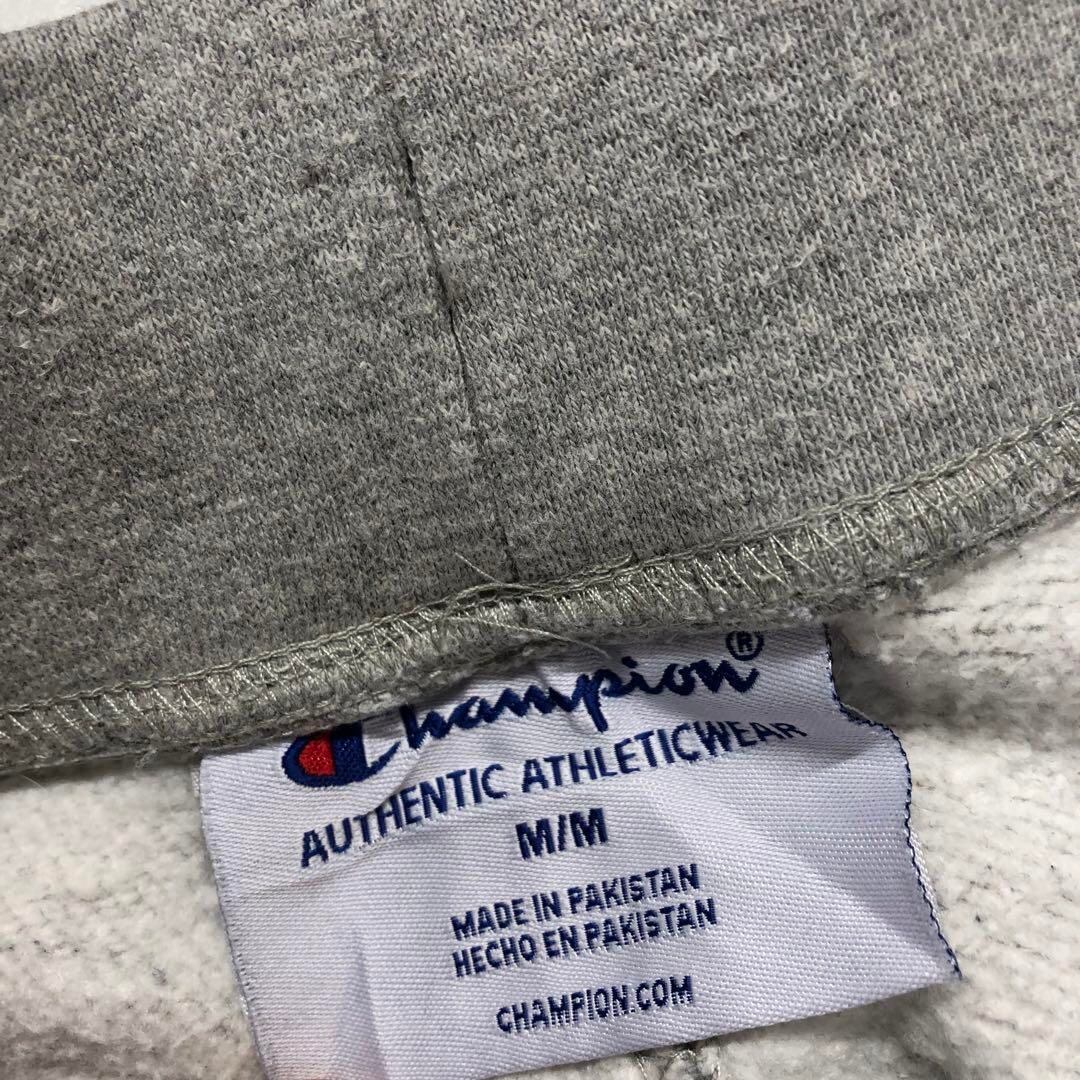 Champion®
AUTHENTIC ATHLETICWEAR
M/M
MADE IN PAKISTAN
HECHO EN PAKISTAN
CHAMPION.COM